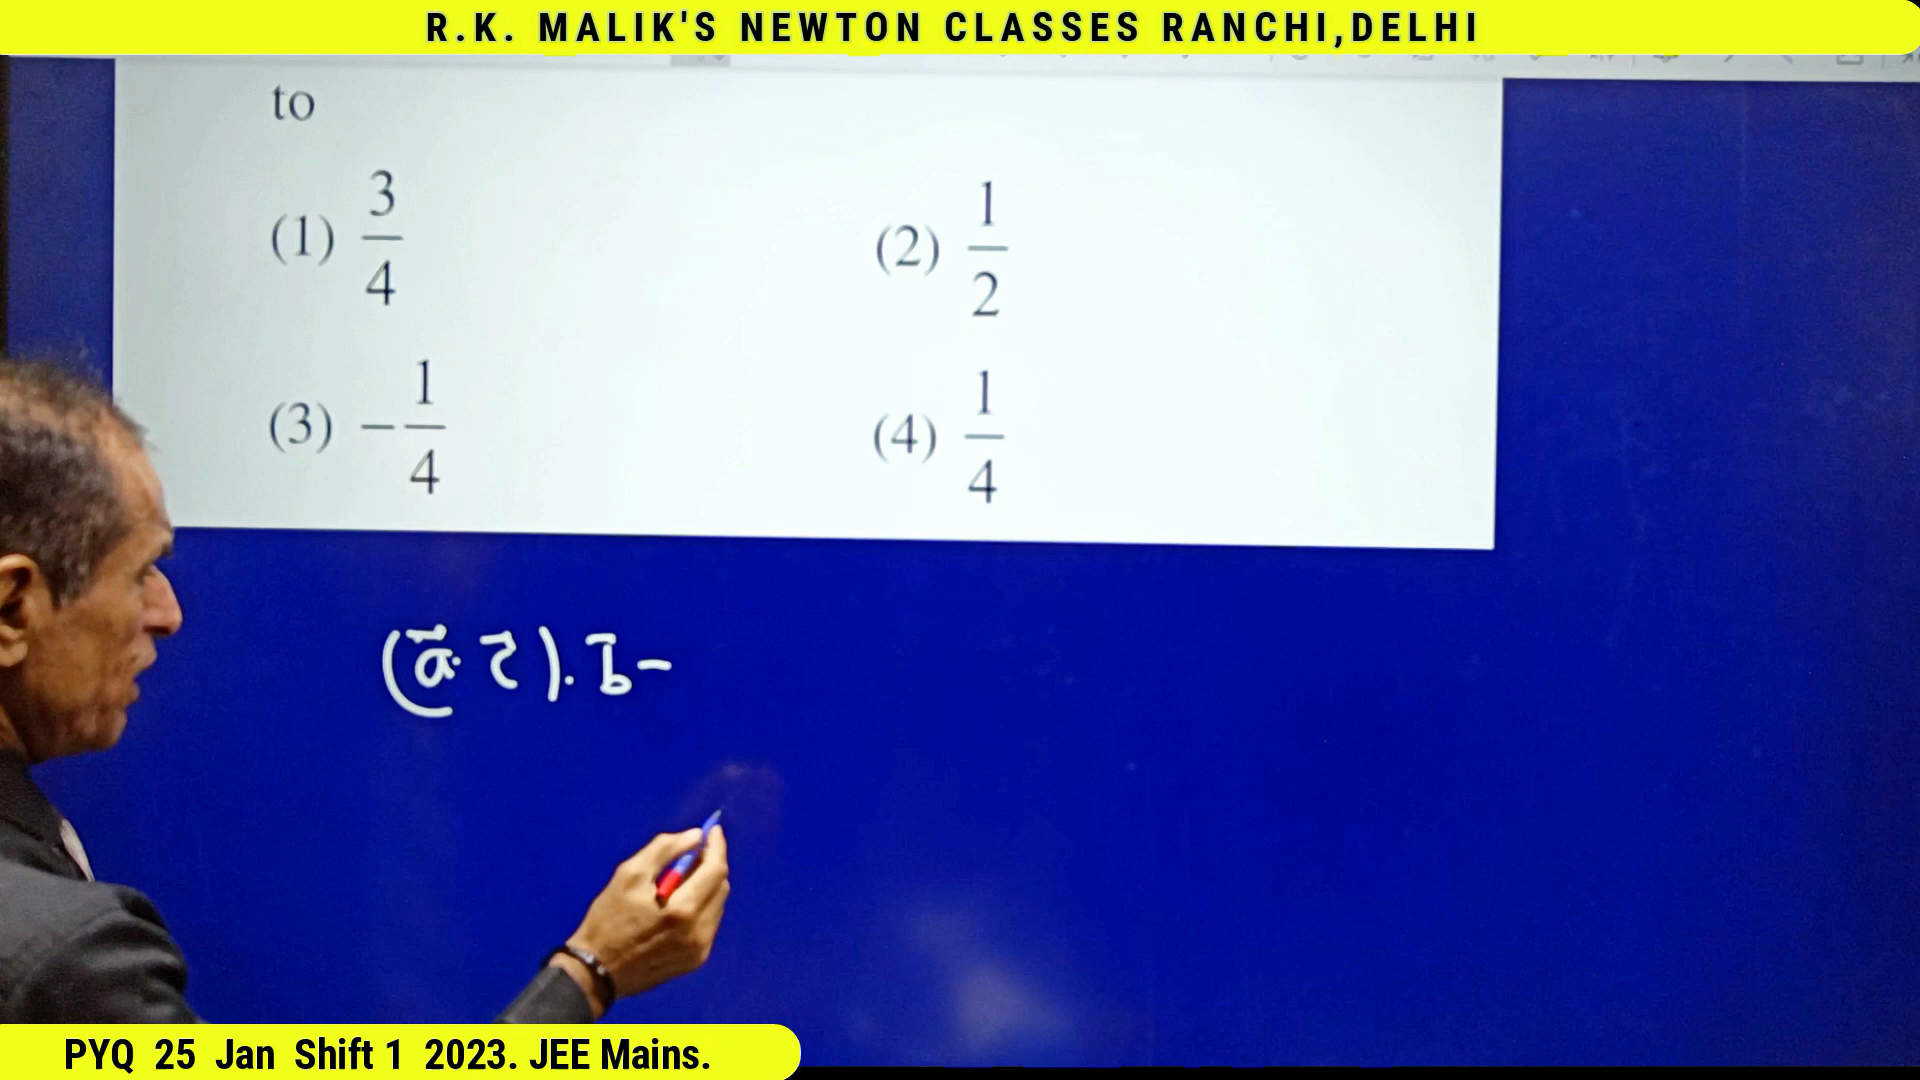 R.K. MALIK'S NEWTON CLASSES RANCHI,DELHI
to
(1) 3/4 (2) 1/2
(3) -1/4 (4) 1/4
(a̅· c̅). b̅ -
PYQ 25 Jan Shift 1 2023. JEE Mains.